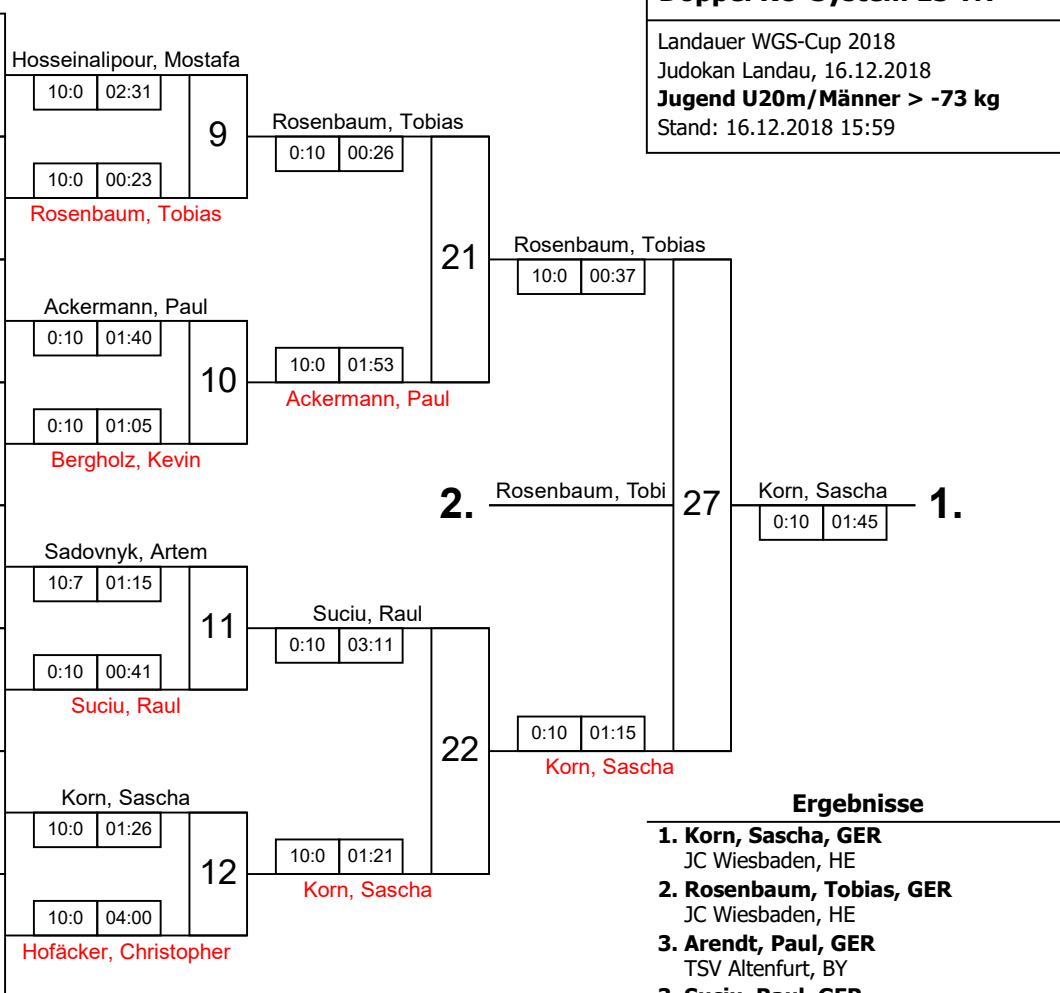 Landauer WGS-Cup 2018
Judokan Landau, 16.12.2018
Jugend U20m/Männer > -73 kg
Stand: 16.12.2018 15:59
Hosseinalipour, Mostafa
10:0 02:31
9
10:0 00:23
Rosenbaum, Tobias
Ackermann, Paul
0:10 01:40
10
0:10 01:05
Bergholz, Kevin
Sadovnyk, Artem
10:7 01:15
11
0:10 00:41
Suciu, Raul
Korn, Sascha
10:0 01:26
12
10:0 04:00
Hofäcker, Christopher
Rosenbaum, Tobias
0:10 00:26
21
10:0 01:53
Ackermann, Paul
Suciu, Raul
0:10 03:11
22
10:0 01:21
Korn, Sascha
Rosenbaum, Tobias
10:0 00:37
2. Rosenbaum, Tobi
27
0:10 01:15
Korn, Sascha
Korn, Sascha
0:10 01:45
1.
Ergebnisse
1. Korn, Sascha, GER
JC Wiesbaden, HE
2. Rosenbaum, Tobias, GER
JC Wiesbaden, HE
3. Arendt, Paul, GER
TSV Altenfurt, BY